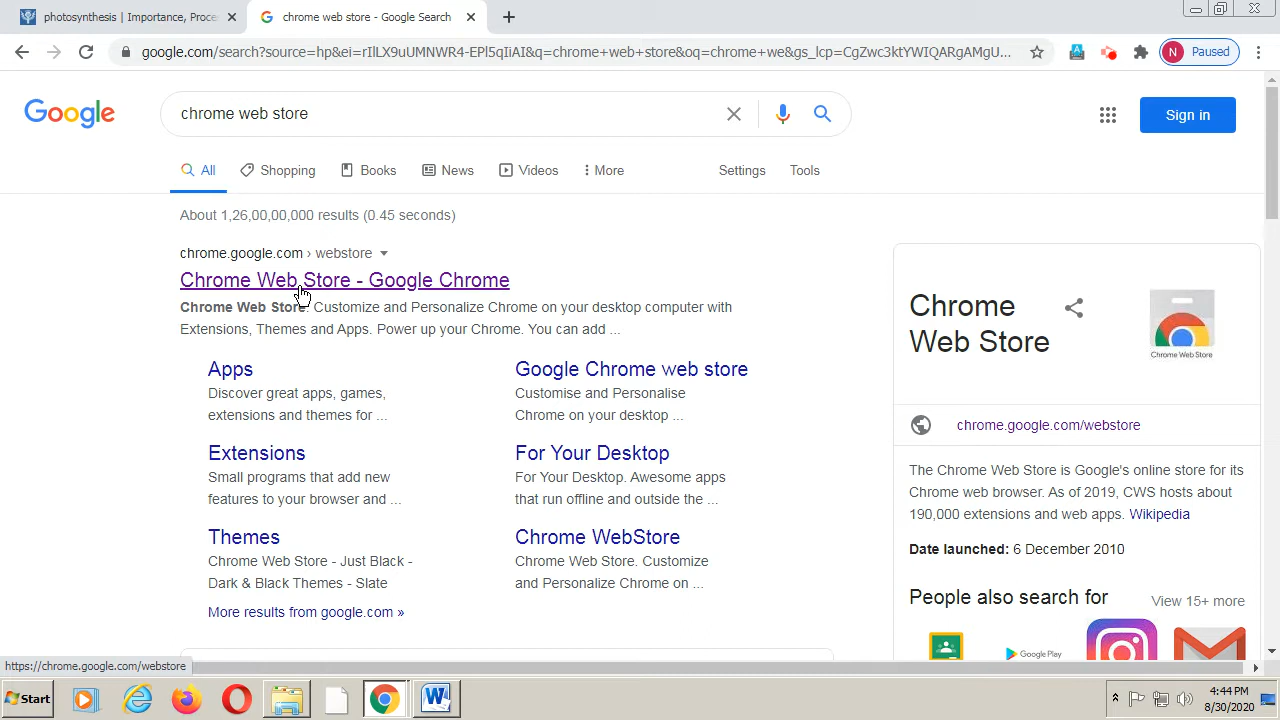 photosynthesis | Importance, Proce
chrome web store - Google Search
google.com/search?source=hp&ei=rIlLX9uUMNWR4-EPl5qIiAI&q=chrome+web+store&oq=chrome+we&gs_lcp=CgZwc3ktYWIQARgAMgU...
N Paused
Google
chrome web store
Sign in
All
Shopping
Books
News
Videos
More
Settings
Tools
About 1,26,00,00,000 results (0.45 seconds)
chrome.google.com › webstore
Chrome Web Store - Google Chrome
Chrome Web Store. Customize and Personalize Chrome on your desktop computer with
Extensions, Themes and Apps. Power up your Chrome. You can add ...
Apps
Discover great apps, games,
extensions and themes for ...
Google Chrome web store
Customise and Personalise
Chrome on your desktop ...
Extensions
Small programs that add new
features to your browser and ...
For Your Desktop
For Your Desktop. Awesome apps
that run offline and outside the ...
Themes
Chrome Web Store - Just Black -
Dark & Black Themes - Slate
Chrome WebStore
Chrome Web Store. Customize
and Personalize Chrome on ...
More results from google.com »
Chrome
Web Store
Chrome Web Store
chrome.google.com/webstore
The Chrome Web Store is Google's online store for its
Chrome web browser. As of 2019, CWS hosts about
190,000 extensions and web apps. Wikipedia
Date launched: 6 December 2010
People also search for
View 15+ more
Google Play
https://chrome.google.com/webstore
Start
4:44 PM
8/30/2020